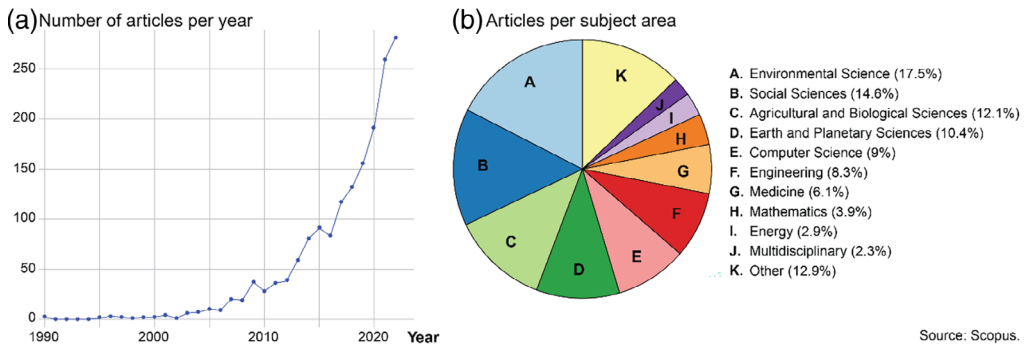 (a) Number of articles per year
250
200
150
100
50
0
1990
2000
2010
2020
Year
(b) Articles per subject area
A
B
C
D
E
F
G
H
I
J
K
A. Environmental Science (17.5%)
B. Social Sciences (14.6%)
C. Agricultural and Biological Sciences (12.1%)
D. Earth and Planetary Sciences (10.4%)
E. Computer Science (9%)
F. Engineering (8.3%)
G. Medicine (6.1%)
H. Mathematics (3.9%)
I. Energy (2.9%)
J. Multidisciplinary (2.3%)
K. Other (12.9%)
Source: Scopus.